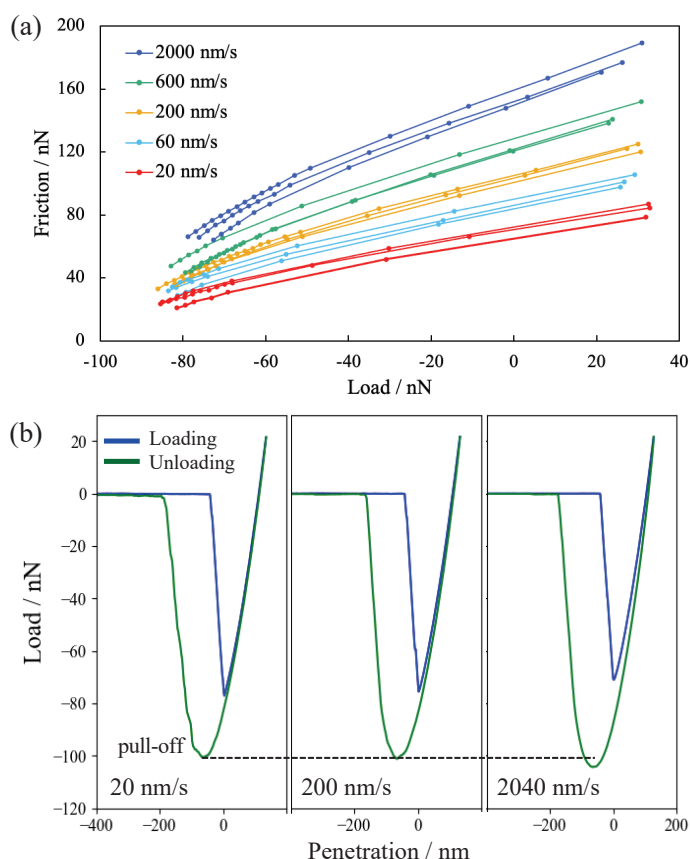 (a)
200
160
120
80
40
0
Friction / nN
2000 nm/s
600 nm/s
200 nm/s
60 nm/s
20 nm/s
-100 -80 -60 -40 -20 0 20 40
Load / nN
(b)
20
0
−20
−40
−60
−80
−100
−120
Load / nN
Loading
Unloading
pull-off
20 nm/s 200 nm/s 2040 nm/s
−400 −200 0 −200 0 −200 0 200
Penetration / nm